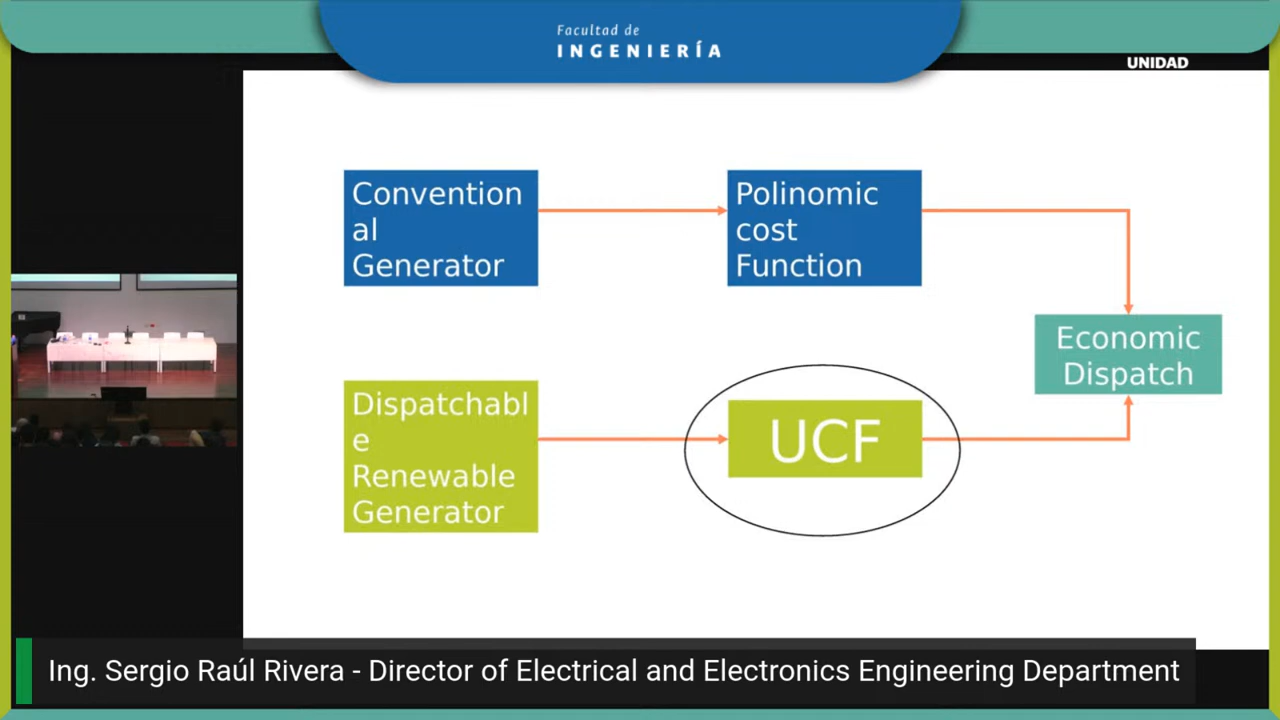 Facultad de
INGENIERÍA
UNIDAD
Convention
al
Generator
Polinomic
cost
Function
Economic
Dispatch
Dispatchabl
e
Renewable
Generator
UCF
Ing. Sergio Raúl Rivera - Director of Electrical and Electronics Engineering Department